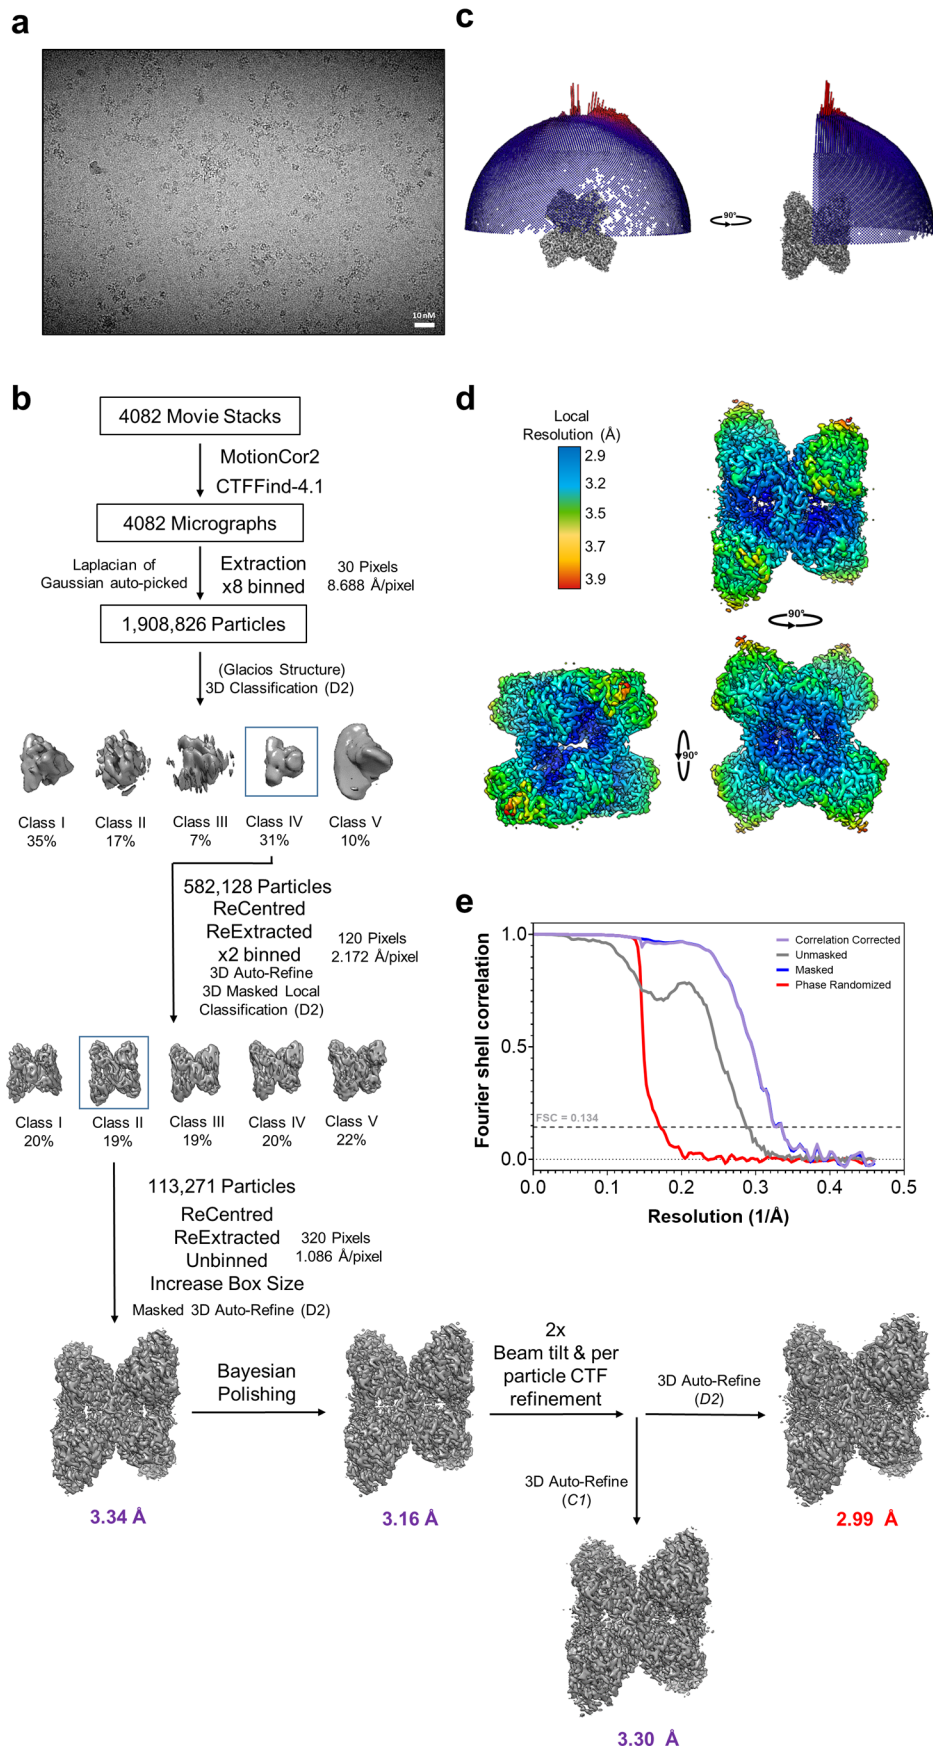 a
10 nM
b
4082 Movie Stacks
MotionCor2
CTFFind-4.1
4082 Micrographs
Laplacian of
Gaussian auto-picked
Extraction
x8 binned
30 Pixels
8.688 Å/pixel
1,908,826 Particles
(Glacios Structure)
3D Classification (D2)
Class I
35%
Class II
17%
Class III
7%
Class IV
31%
Class V
10%
582,128 Particles
ReCentred
ReExtracted
x2 binned
120 Pixels
2.172 Å/pixel
3D Auto-Refine
3D Masked Local
Classification (D2)
Class I
20%
Class II
19%
Class III
19%
Class IV
20%
Class V
22%
113,271 Particles
ReCentred
ReExtracted
Unbinned
320 Pixels
1.086 Å/pixel
Increase Box Size
Masked 3D Auto-Refine (D2)
3.34 Å
Bayesian
Polishing
3.16 Å
2x
Beam tilt & per
particle CTF
refinement
3D Auto-Refine
(D2)
2.99 Å
3D Auto-Refine
(C1)
3.30 Å
c
90°
d
Local
Resolution (Å)
2.9
3.2
3.5
3.7
3.9
90°
90°
e
Fourier shell correlation
1.0
0.5
0.0
Correlation Corrected
Unmasked
Masked
Phase Randomized
FSC = 0.134
0.0 0.1 0.2 0.3 0.4 0.5
Resolution (1/Å)